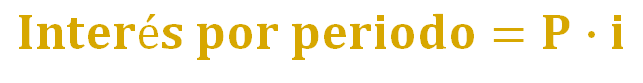 Interés por periodo = P · i